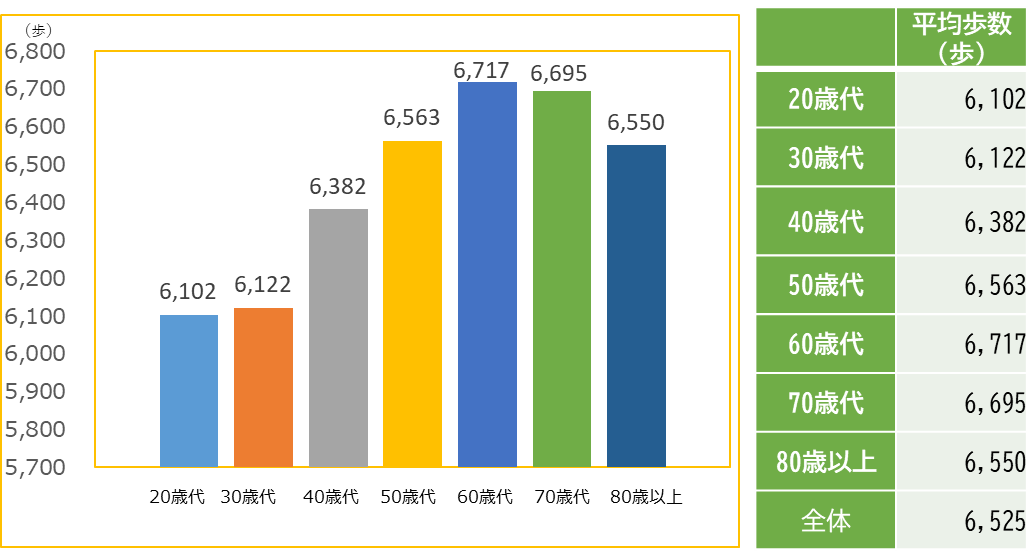 （歩）
6,800
6,700
6,600
6,500
6,400
6,300
6,200
6,100
6,000
5,900
5,800
5,700
6,102
6,122
6,382
6,563
6,717
6,695
6,550
20歳代 30歳代 40歳代 50歳代 60歳代 70歳代 80歳以上
平均歩数
（歩）
20歳代 6,102
30歳代 6,122
40歳代 6,382
50歳代 6,563
60歳代 6,717
70歳代 6,695
80歳以上 6,550
全体 6,525